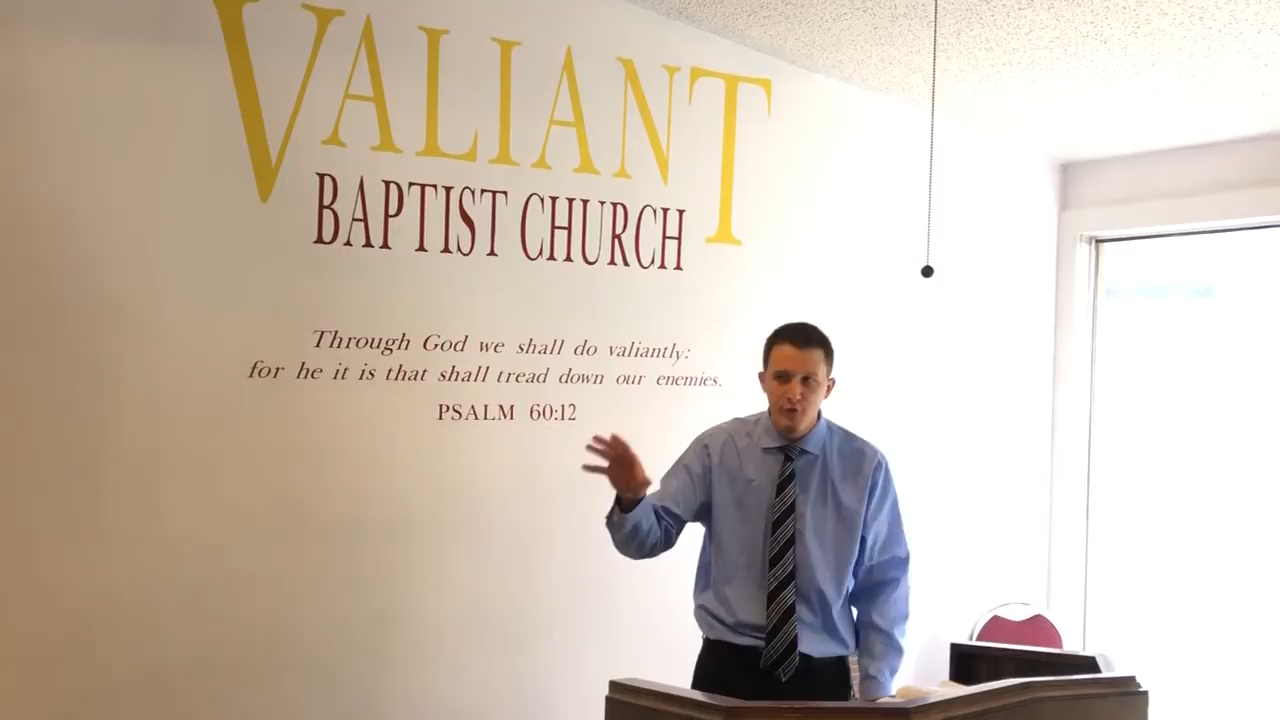 VALIANT
BAPTIST CHURCH
Through God we shall do valiantly:
for he it is that shall tread down our enemies.
PSALM 60:12